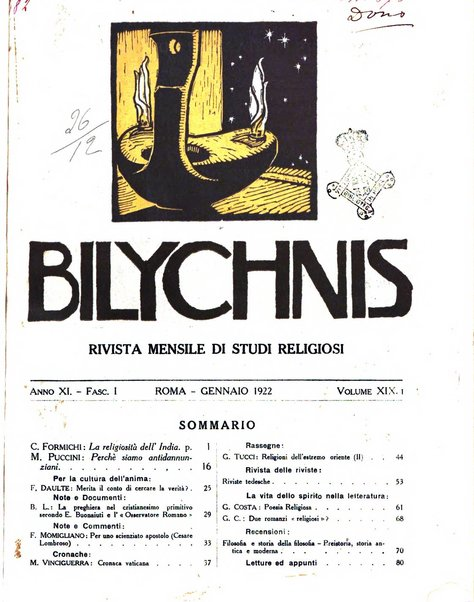 Dono
26/12
BILYCHNIS
RIVISTA MENSILE DI STUDI RELIGIOSI
ANNO XI. - FASC. I ROMA - GENNAIO 1922 VOLUME XIX. 1
SOMMARIO
C. FORMICHI: La religiosità dell' India. p. 1
M. PUCCINI: Perchè siamo antidannun-
ziani. . . . . . . . . . . . 16
Per la cultura dell'anima:
F. DAULTE: Merita il conto di cercare la verità? . 25
Note e Documenti:
B. L.: La preghiera nel cristianesimo primitivo
secondo E. Buonaiuti e l' « Osservatore Romano » 29
Note e Commenti:
F. MOMIGLIANO: Per uno scienziato apostolo (Cesare
Lombroso) . . . . . . . . . . 33
Cronache:
M. VINCIGUERRA: Cronaca vaticana . . . . 37
Rassegne:
G. TUCCI: Religioni dell'estremo oriente (II) . . 44
Rivista delle riviste:
Riviste tedesche . . . . . . . . . 53
La vita dello spirito nella letteratura:
G. COSTA: Poesia Religiosa . . . . . . 61
G. C.: Due romanzi « religiosi »? . . . . 68
Recensioni:
Filosofia e storia della filosofia - Preistoria, storia an-
tica e moderna . . . . . . . . . 70
Letture ed appunti . . . . 80